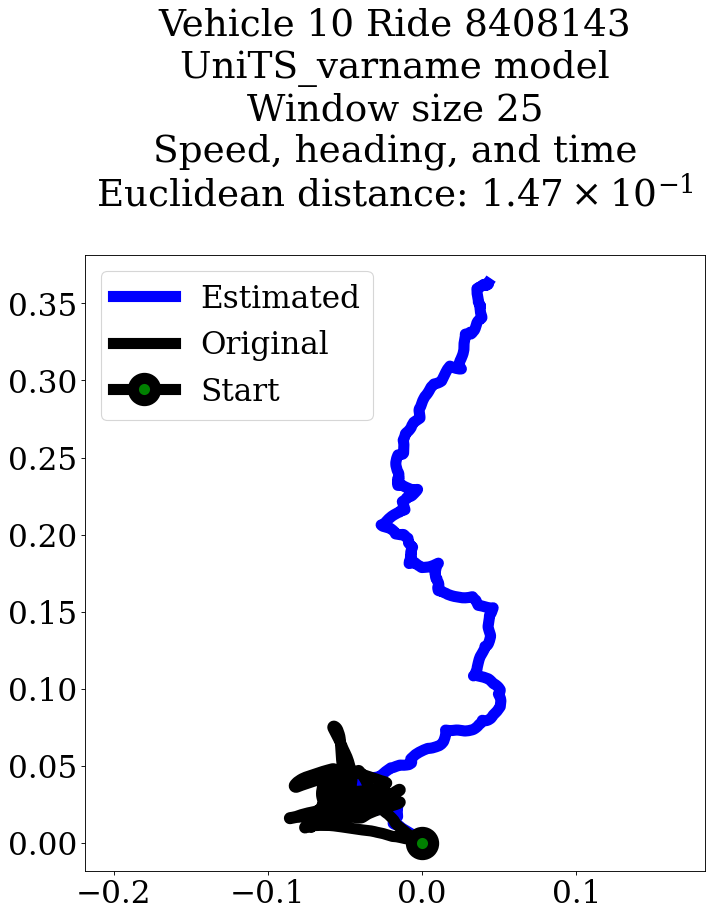 Vehicle 10 Ride 8408143
UniTS_varname model
Window size 25
Speed, heading, and time
Euclidean distance: 1.47 × 10⁻¹
Estimated
Original
Start
0.35
0.30
0.25
0.20
0.15
0.10
0.05
0.00
−0.2
−0.1
0.0
0.1